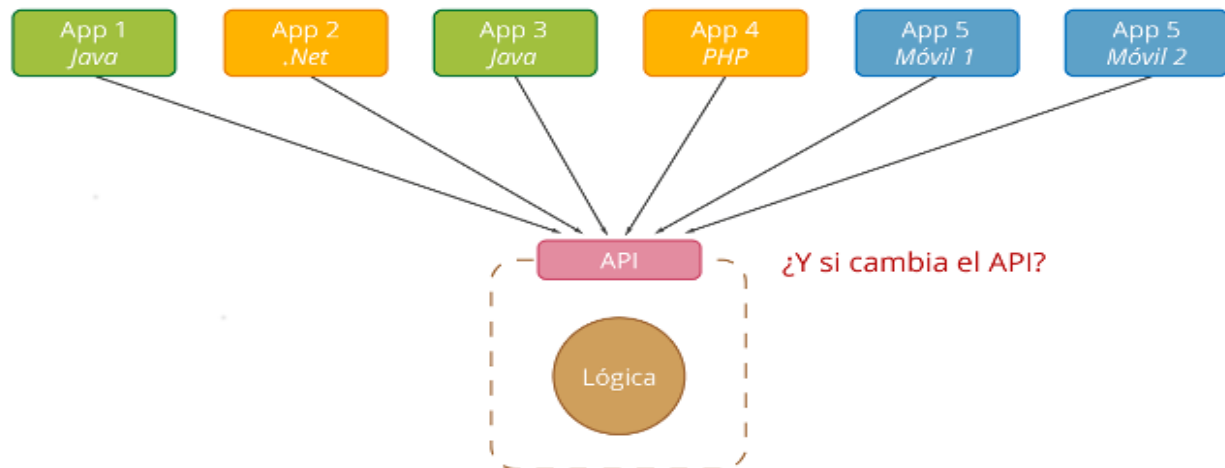 App 1
Java
App 2
.Net
App 3
Java
App 4
PHP
App 5
Móvil 1
App 5
Móvil 2
API
¿Y si cambia el API?
Lógica